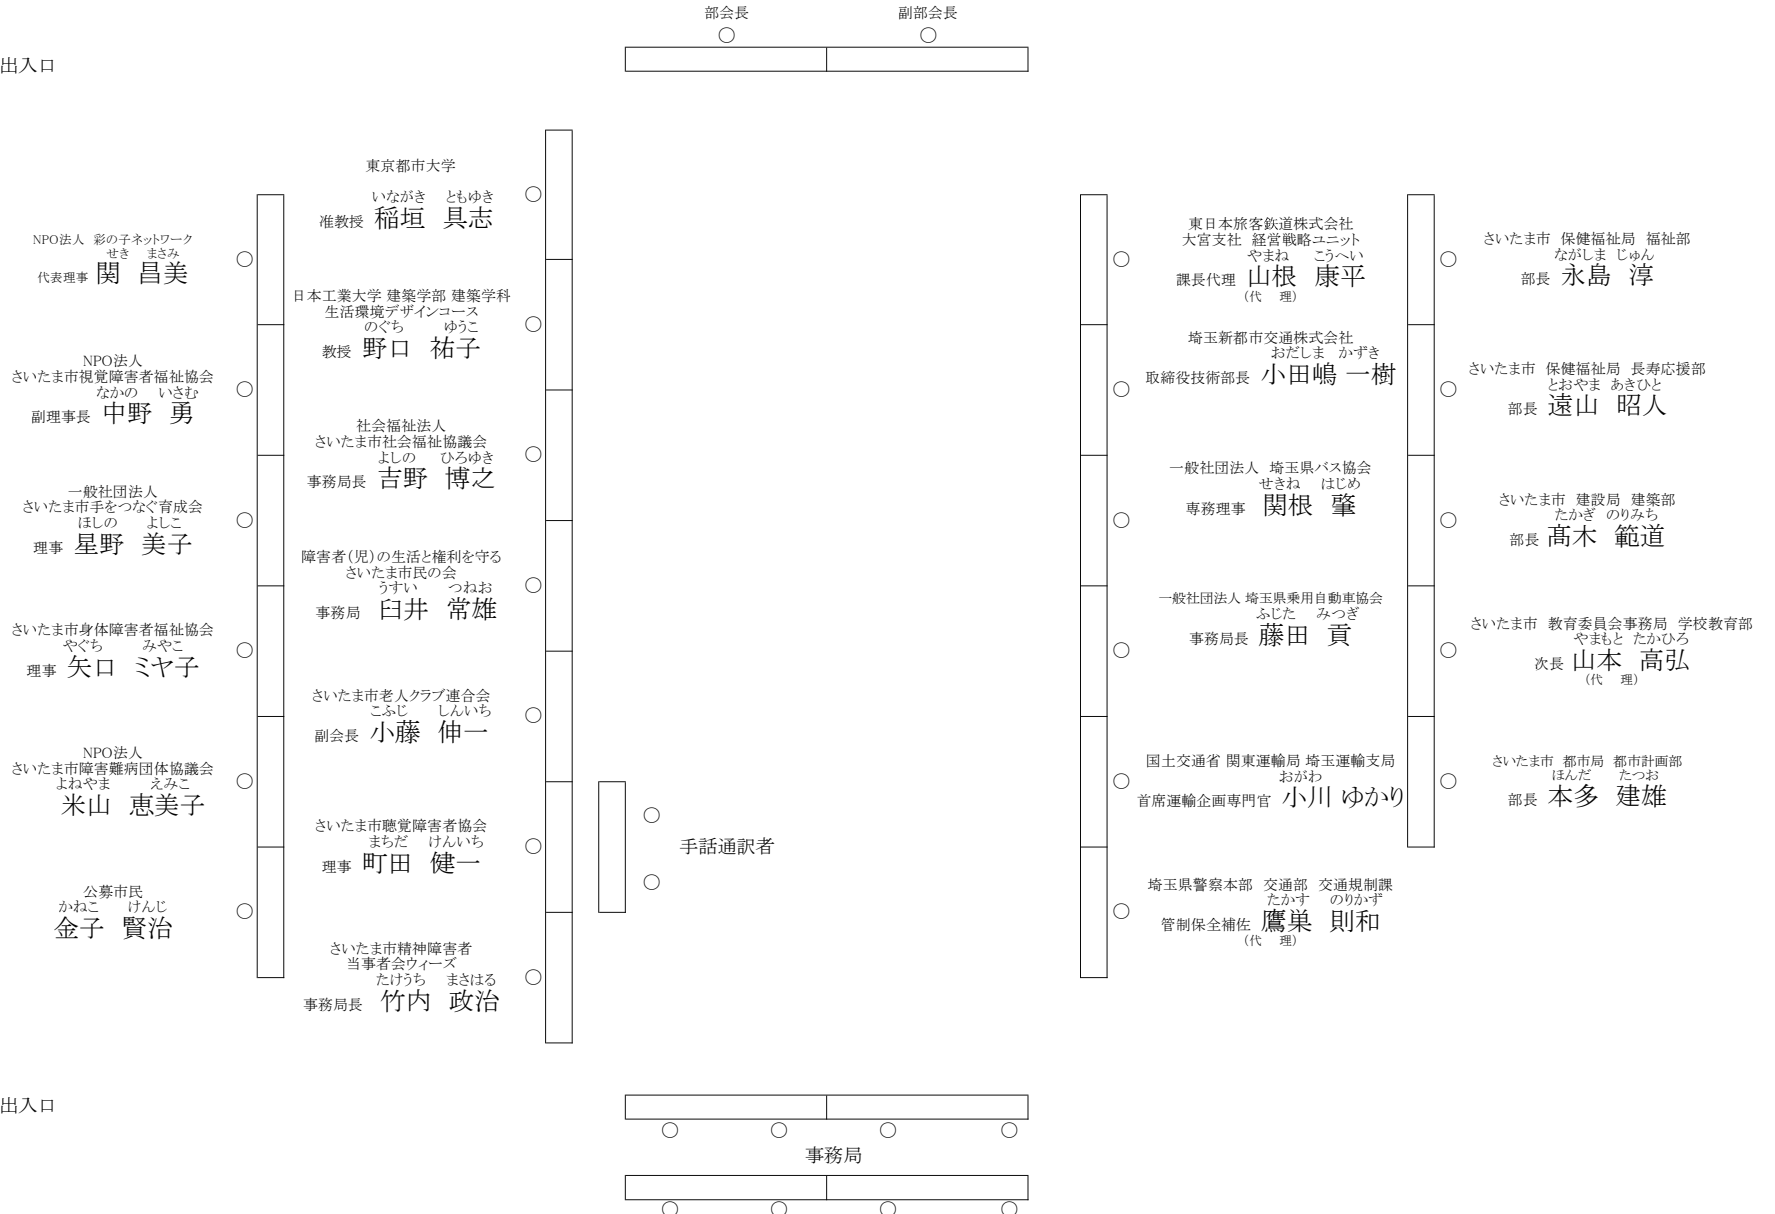 部会長
副部会長
出入口
NPO法人 彩の子ネットワーク
せき まさみ
代表理事 関 昌美
NPO法人
さいたま市視覚障害者福祉協会
なかの いさむ
副理事長 中野 勇
一般社団法人
さいたま市手をつなぐ育成会
ほしの よしこ
理事 星野 美子
さいたま市身体障害者福祉協会
やぐち みやこ
理事 矢口 ミヤ子
NPO法人
さいたま市障害難病団体協議会
よねやま えみこ
米山 恵美子
公募市民
かねこ けんじ
金子 賢治
東京都市大学
いながき ともゆき
准教授 稲垣 具志
日本工業大学 建築学部 建築学科
生活環境デザインコース
のぐち ゆうこ
教授 野口 祐子
社会福祉法人
さいたま市社会福祉協議会
よしの ひろゆき
事務局長 吉野 博之
障害者(児)の生活と権利を守る
さいたま市民の会
うすい つねお
事務局 臼井 常雄
さいたま市老人クラブ連合会
こふじ しんいち
副会長 小藤 伸一
さいたま市聴覚障害者協会
まちだ けんいち
理事 町田 健一
さいたま市精神障害者
当事者会ウィーズ
たけうち まさはる
事務局長 竹内 政治
手話通訳者
東日本旅客鉄道株式会社
大宮支社 経営戦略ユニット
やまね こうへい
課長代理 山根 康平
(代 理)
埼玉新都市交通株式会社
おだしま かずき
取締役技術部長 小田嶋 一樹
一般社団法人 埼玉県バス協会
せきね はじめ
専務理事 関根 肇
一般社団法人 埼玉県乗用自動車協会
ふじた みつぎ
事務局長 藤田 貢
国土交通省 関東運輸局 埼玉運輸支局
おがわ
首席運輸企画専門官 小川 ゆかり
埼玉県警察本部 交通部 交通規制課
たかす のりかず
管制保全補佐 鷹巣 則和
(代 理)
さいたま市 保健福祉局 福祉部
ながしま じゅん
部長 永島 淳
さいたま市 保健福祉局 長寿応援部
とおやま あきひと
部長 遠山 昭人
さいたま市 建設局 建築部
たかぎ のりみち
部長 髙木 範道
さいたま市 教育委員会事務局 学校教育部
やまもと たかひろ
次長 山本 高弘
(代 理)
さいたま市 都市局 都市計画部
ほんだ たつお
部長 本多 建雄
出入口
事務局